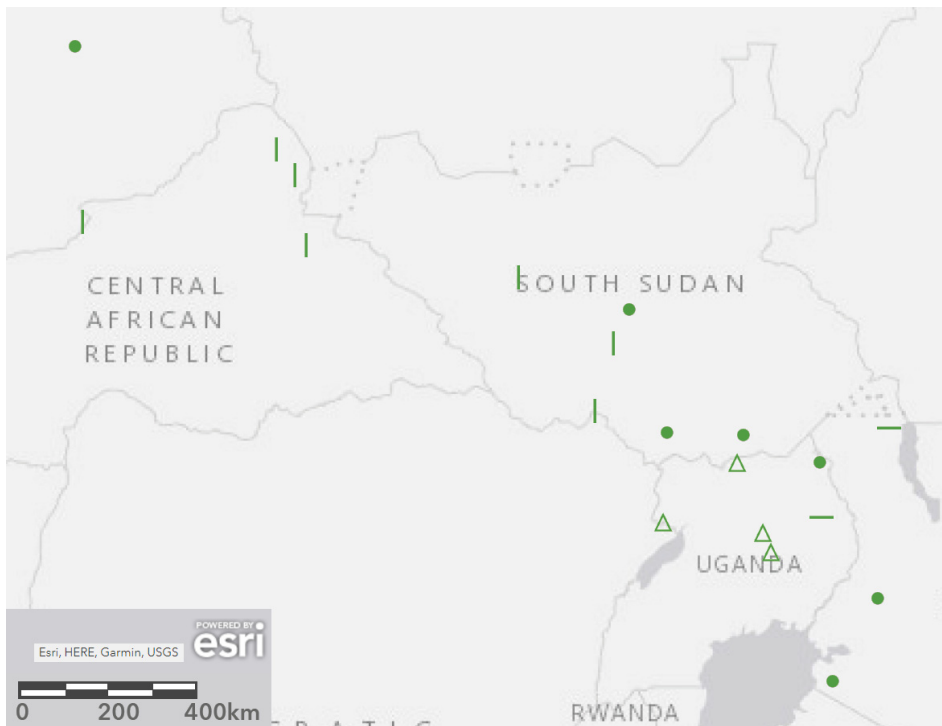 CENTRAL
AFRICAN
REPUBLIC
SOUTH SUDAN
UGANDA
POWERED BY
esri
Esri, HERE, Garmin, USGS
0 200 400km
RWANDA